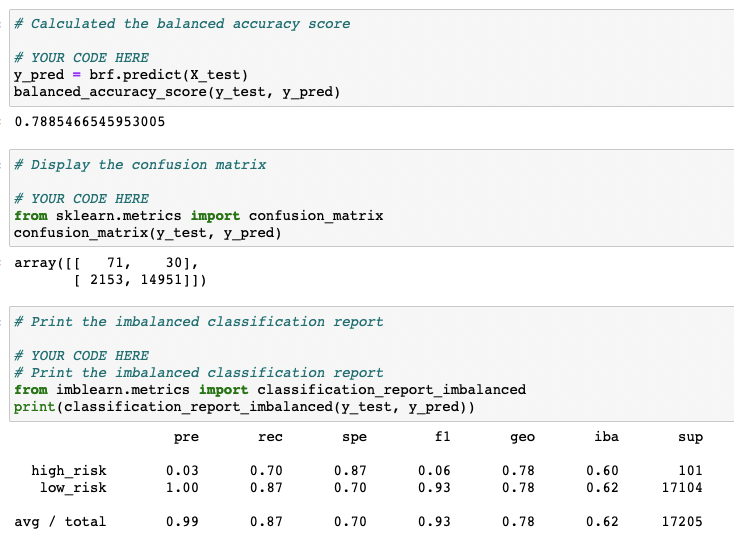 # Calculated the balanced accuracy score
# YOUR CODE HERE
y_pred = brf.predict(X_test)
balanced_accuracy_score(y_test, y_pred)
0.7885466545953005
# Display the confusion matrix
# YOUR CODE HERE
from sklearn.metrics import confusion_matrix
confusion_matrix(y_test, y_pred)
array([[   71,    30],
       [ 2153, 14951]])
# Print the imbalanced classification report
# YOUR CODE HERE
# Print the imbalanced classification report
from imblearn.metrics import classification_report_imbalanced
print(classification_report_imbalanced(y_test, y_pred))
pre rec spe f1 geo iba sup
high_risk 0.03 0.70 0.87 0.06 0.78 0.60 101
low_risk 1.00 0.87 0.70 0.93 0.78 0.62 17104
avg / total 0.99 0.87 0.70 0.93 0.78 0.62 17205